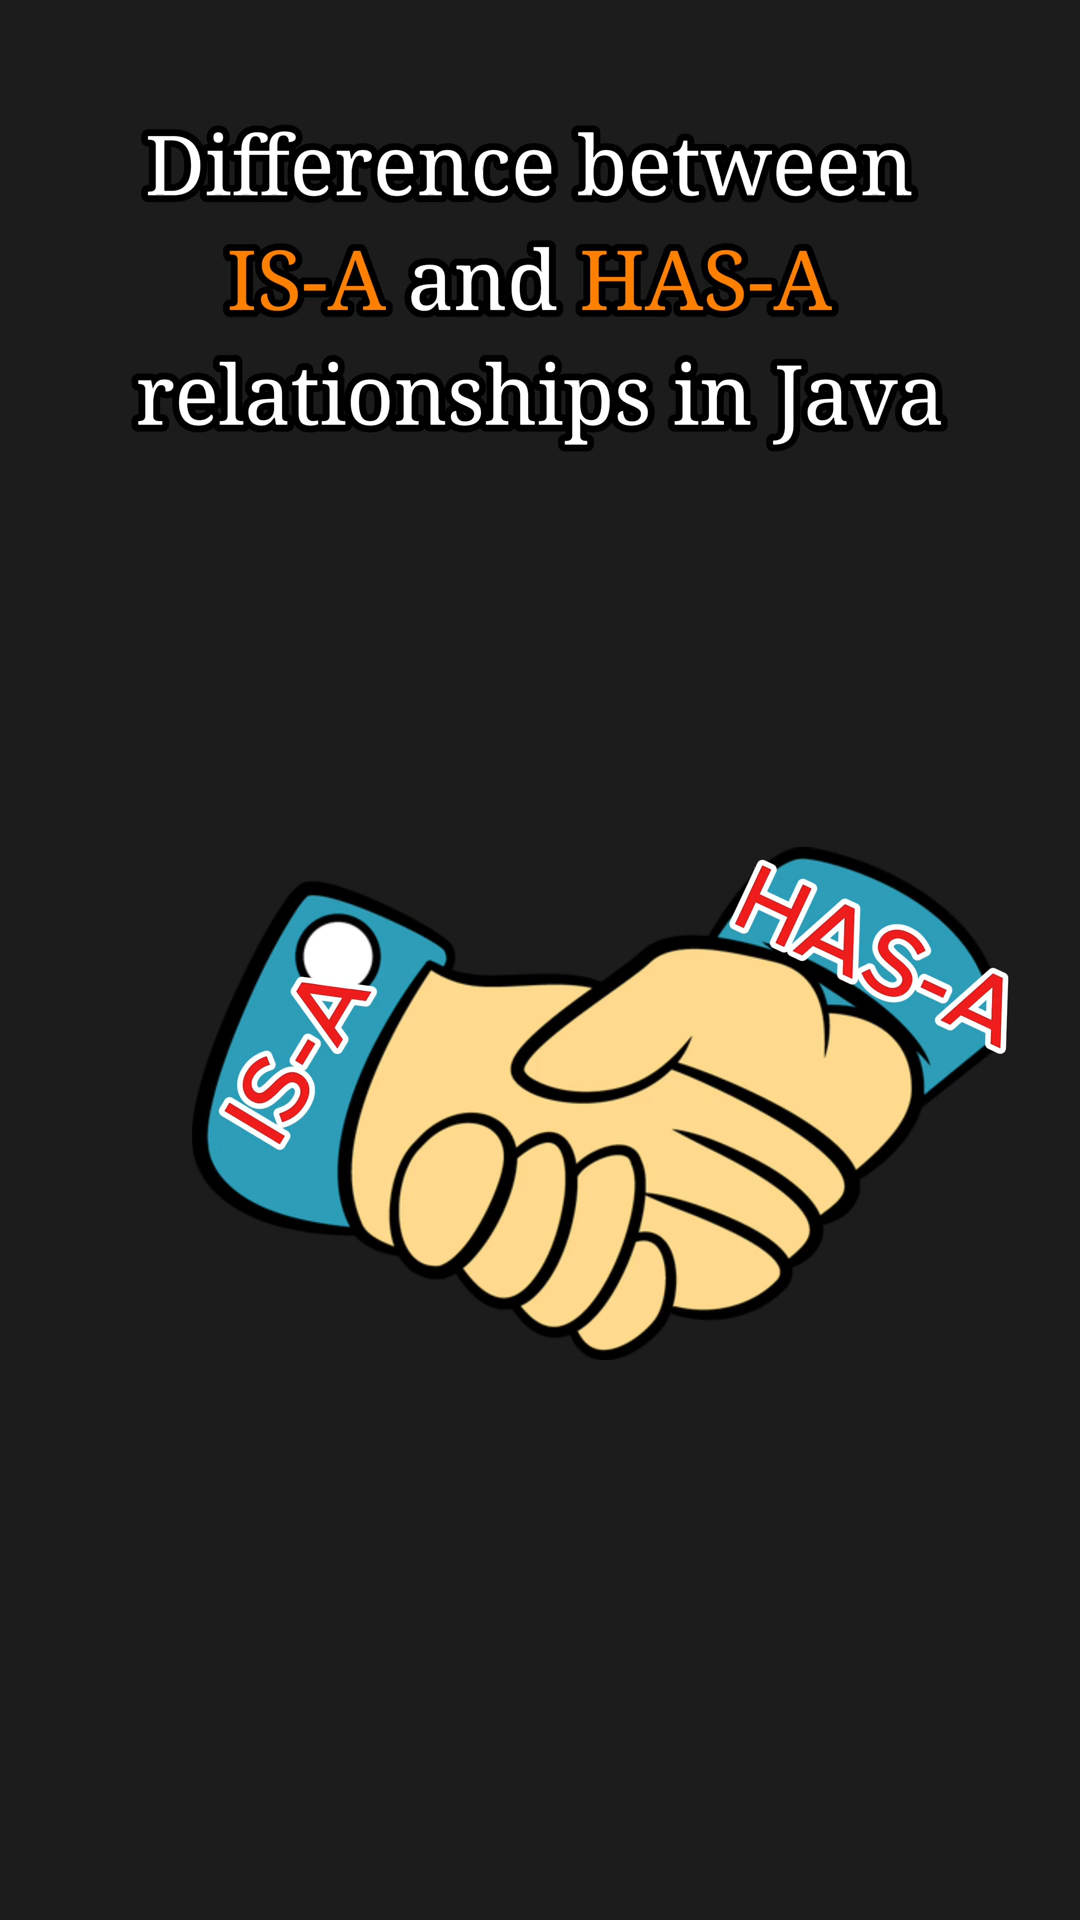 Difference between
IS-A and HAS-A
relationships in Java
HAS-A
IS-A